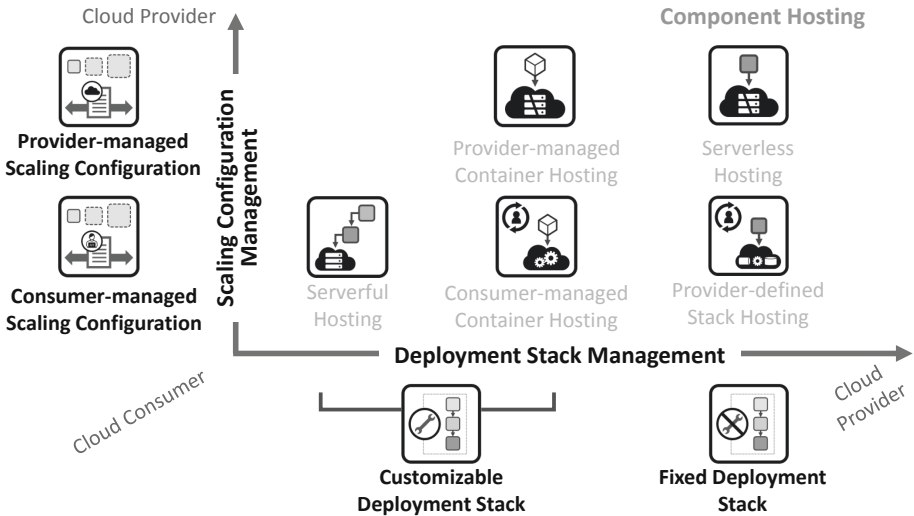 Cloud Provider
Component Hosting
Provider-managed
Scaling Configuration
Scaling Configuration
Management
Provider-managed
Container Hosting
Serverless
Hosting
Consumer-managed
Scaling Configuration
Serverful
Hosting
Consumer-managed
Container Hosting
Provider-defined
Stack Hosting
Deployment Stack Management
Cloud Consumer
Cloud
Provider
Customizable
Deployment Stack
Fixed Deployment
Stack